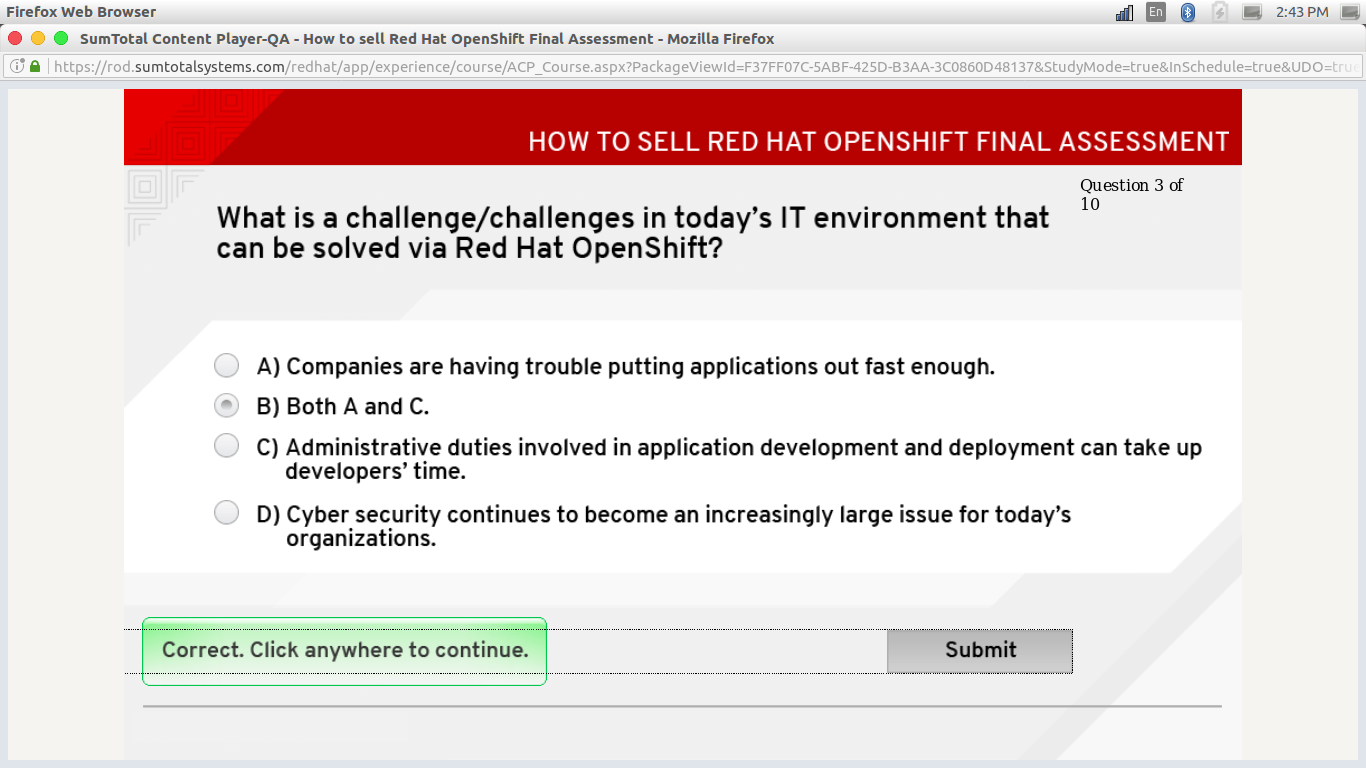 Firefox Web Browser
En
2:43 PM
SumTotal Content Player-QA - How to sell Red Hat OpenShift Final Assessment - Mozilla Firefox
https://rod.sumtotalsystems.com/redhat/app/experience/course/ACP_Course.aspx?PackageViewId=F37FF07C-5ABF-425D-B3AA-3C0860D48137&StudyMode=true&InSchedule=true&UDO=true
HOW TO SELL RED HAT OPENSHIFT FINAL ASSESSMENT
Question 3 of
10
What is a challenge/challenges in today’s IT environment that
can be solved via Red Hat OpenShift?
A) Companies are having trouble putting applications out fast enough.
B) Both A and C.
C) Administrative duties involved in application development and deployment can take up
developers’ time.
D) Cyber security continues to become an increasingly large issue for today’s
organizations.
Correct. Click anywhere to continue.
Submit